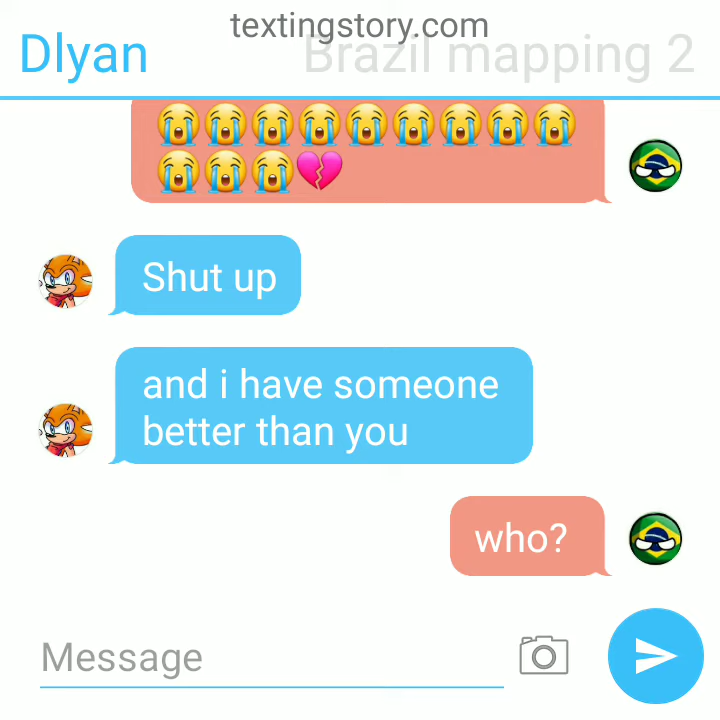 textingstory.com
Dlyan
Brazil mapping 2
😭😭😭😭😭😭😭😭😭
😭😭😭💔
Shut up
and i have someone
better than you
who?
Message